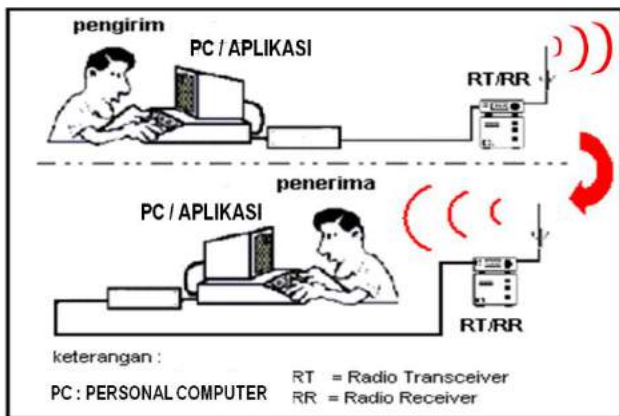 pengirim
PC / APLIKASI
RT/RR
penerima
PC / APLIKASI
RT/RR
keterangan :
PC : PERSONAL COMPUTER
RT = Radio Transceiver
RR = Radio Receiver